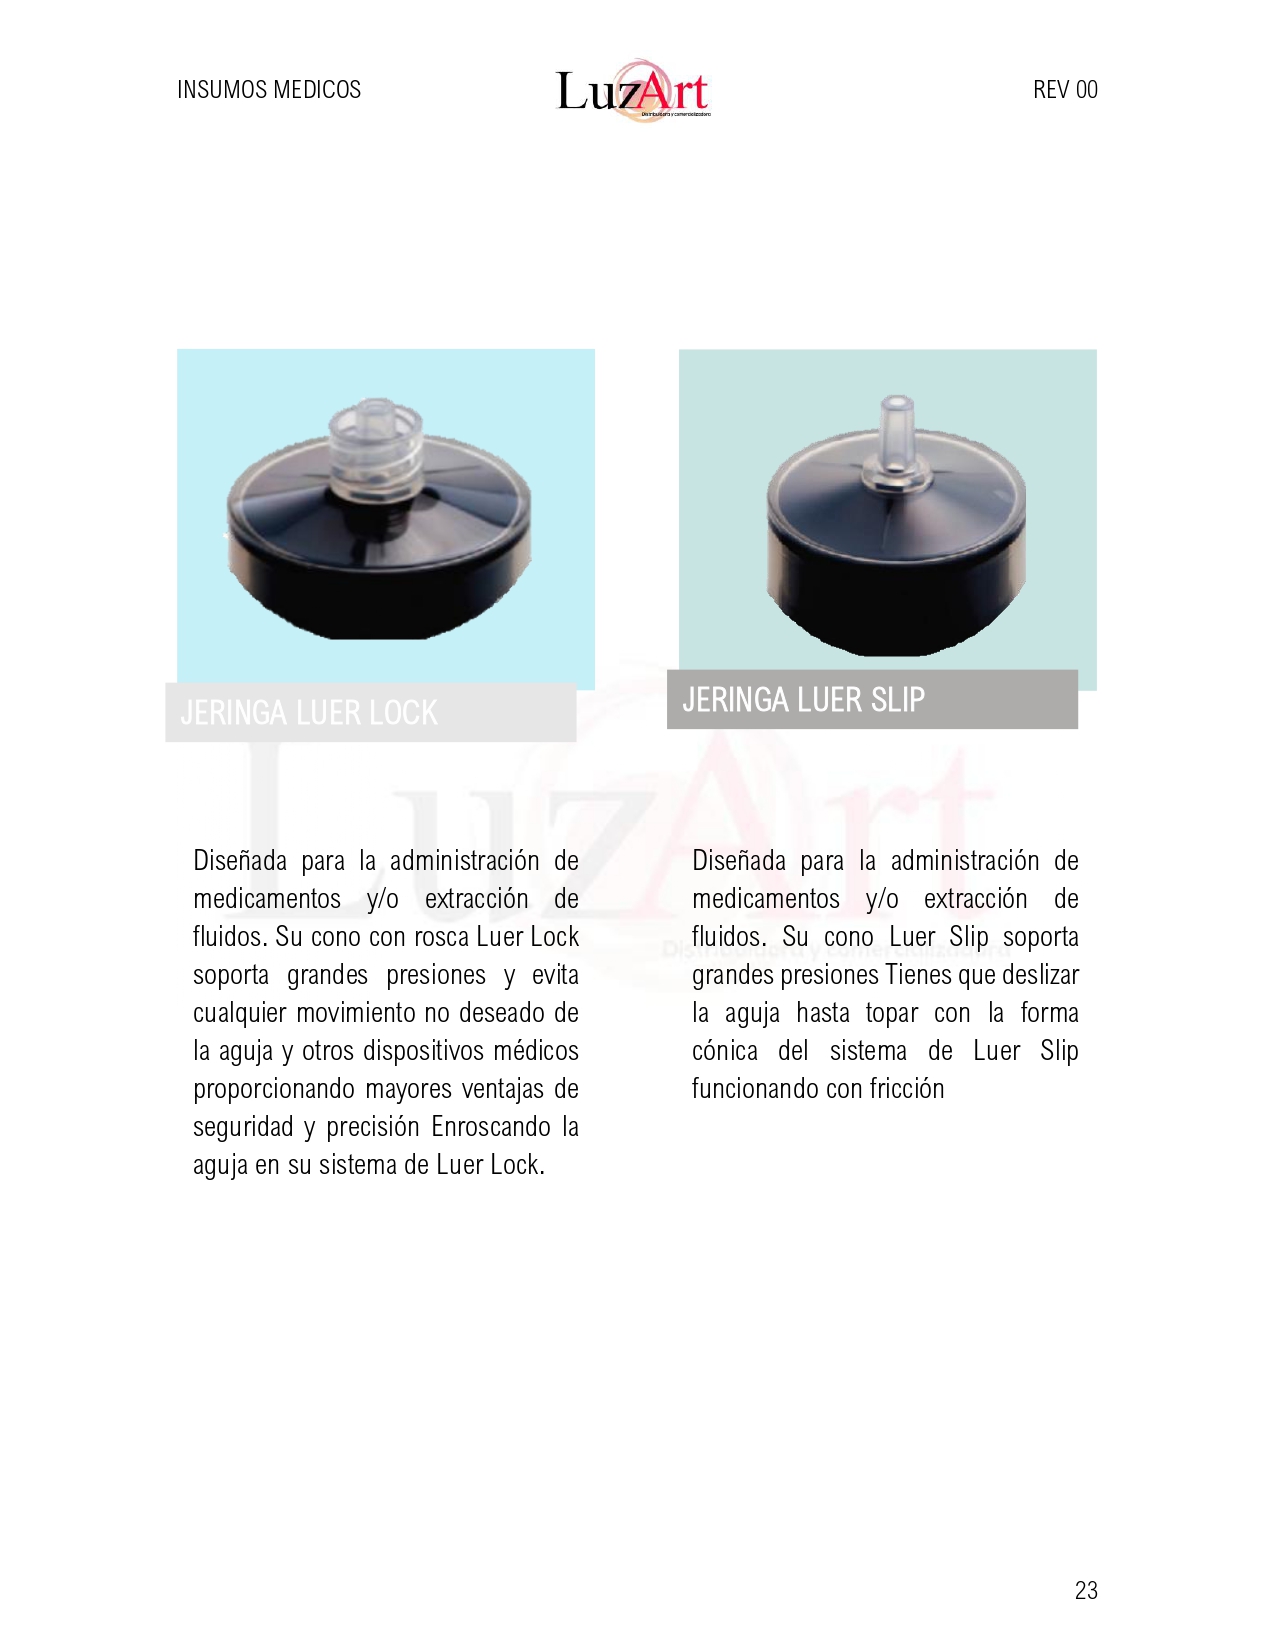 INSUMOS MEDICOS
LuzArt
Distribuidora y comercializadora
REV 00
JERINGA LUER LOCK
JERINGA LUER SLIP
LuzArt
Distribuidora y comercializadora
Diseñada para la administración de
medicamentos y/o extracción de
fluidos. Su cono con rosca Luer Lock
soporta grandes presiones y evita
cualquier movimiento no deseado de
la aguja y otros dispositivos médicos
proporcionando mayores ventajas de
seguridad y precisión Enroscando la
aguja en su sistema de Luer Lock.
Diseñada para la administración de
medicamentos y/o extracción de
fluidos. Su cono Luer Slip soporta
grandes presiones Tienes que deslizar
la aguja hasta topar con la forma
cónica del sistema de Luer Slip
funcionando con fricción
23